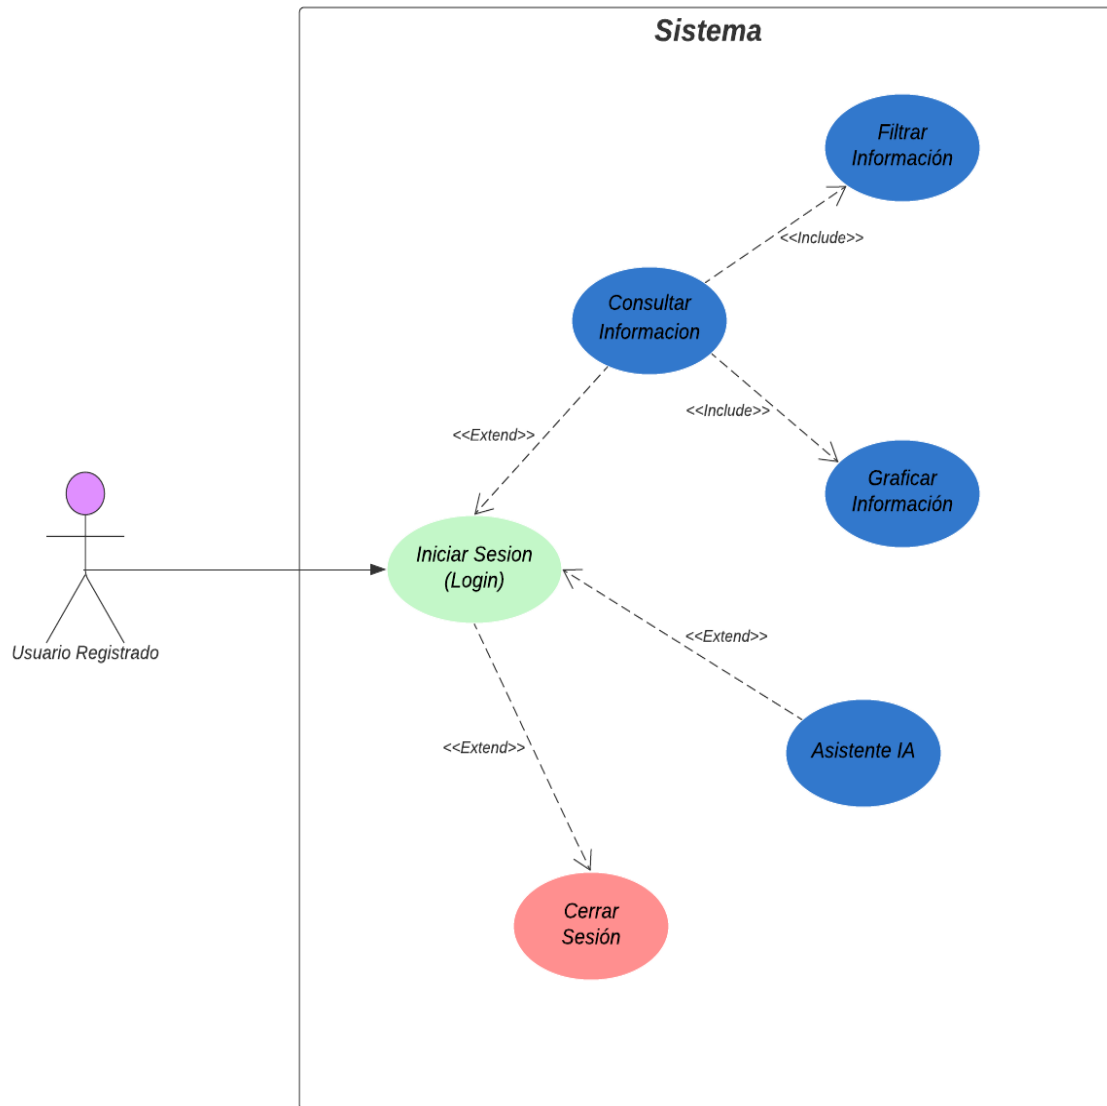 Sistema
Filtrar
Información
<<Include>>
Consultar
Informacion
<<Include>>
<<Extend>>
Graficar
Información
Iniciar Sesion
(Login)
Usuario Registrado
<<Extend>>
<<Extend>>
Asistente IA
Cerrar
Sesión